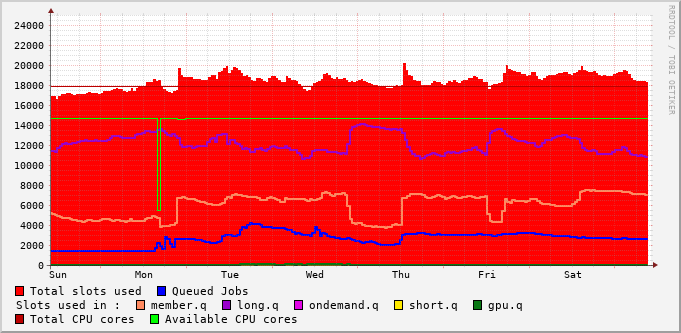 24000
22000
20000
18000
16000
14000
12000
10000
8000
6000
4000
2000
0
Sun Mon Tue Wed Thu Fri Sat
Total slots used Queued Jobs
Slots used in : member.q long.q ondemand.q short.q gpu.q
Total CPU cores Available CPU cores
RRDTOOL / TOBI OETIKER